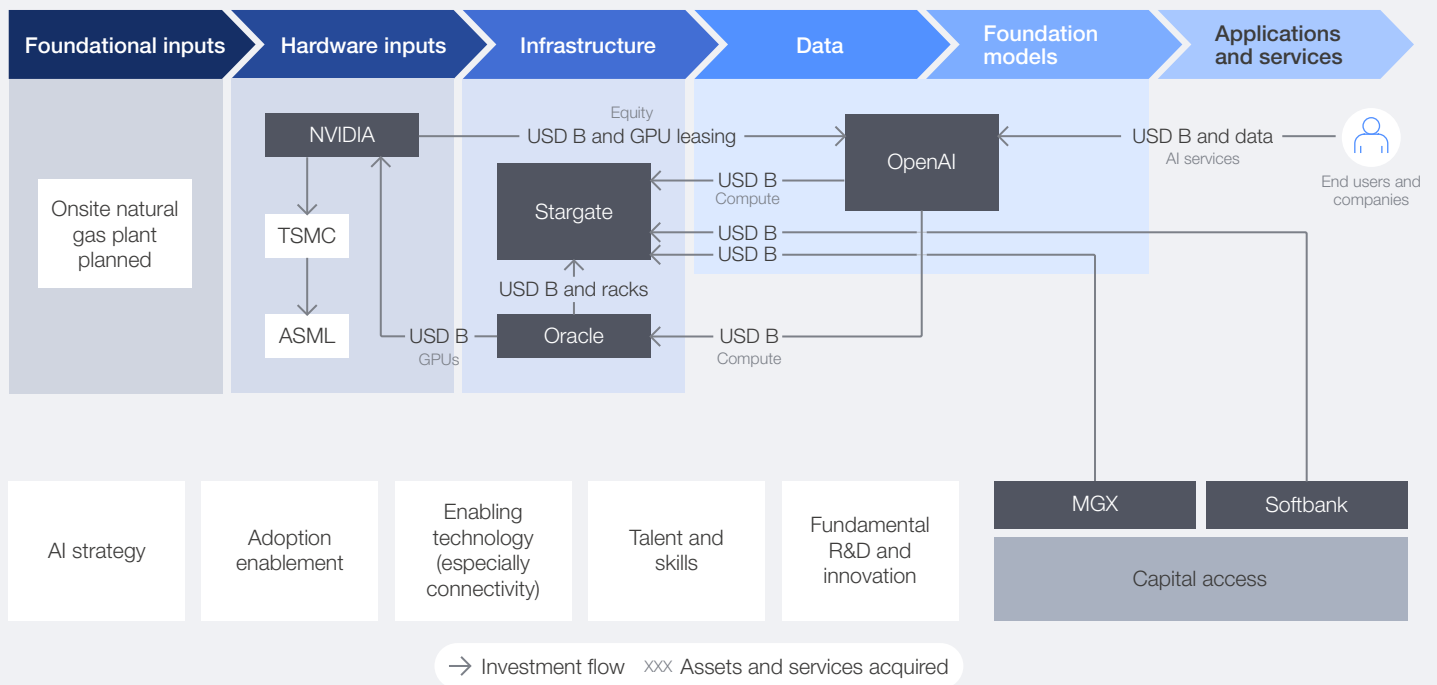 Foundational inputs
Hardware inputs
Infrastructure
Data
Foundation
models
Applications
and services
Equity
NVIDIA
USD B and GPU leasing
OpenAI
USD B and data
AI services
End users and
companies
Onsite natural
gas plant
planned
TSMC
Stargate
USD B
Compute
USD B
USD B
USD B and racks
ASML
USD B
GPUs
Oracle
USD B
Compute
AI strategy
Adoption
enablement
Enabling
technology
(especially
connectivity)
Talent and
skills
Fundamental
R&D and
innovation
MGX
Softbank
Capital access
Investment flow
XXX Assets and services acquired